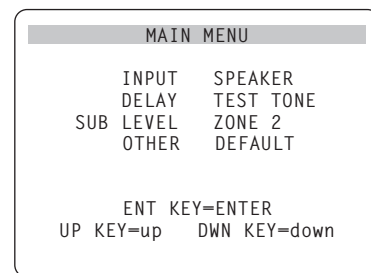 MAIN MENU
INPUT SPEAKER
DELAY TEST TONE
SUB LEVEL ZONE 2
OTHER DEFAULT
ENT KEY=ENTER
UP KEY=up DWN KEY=down